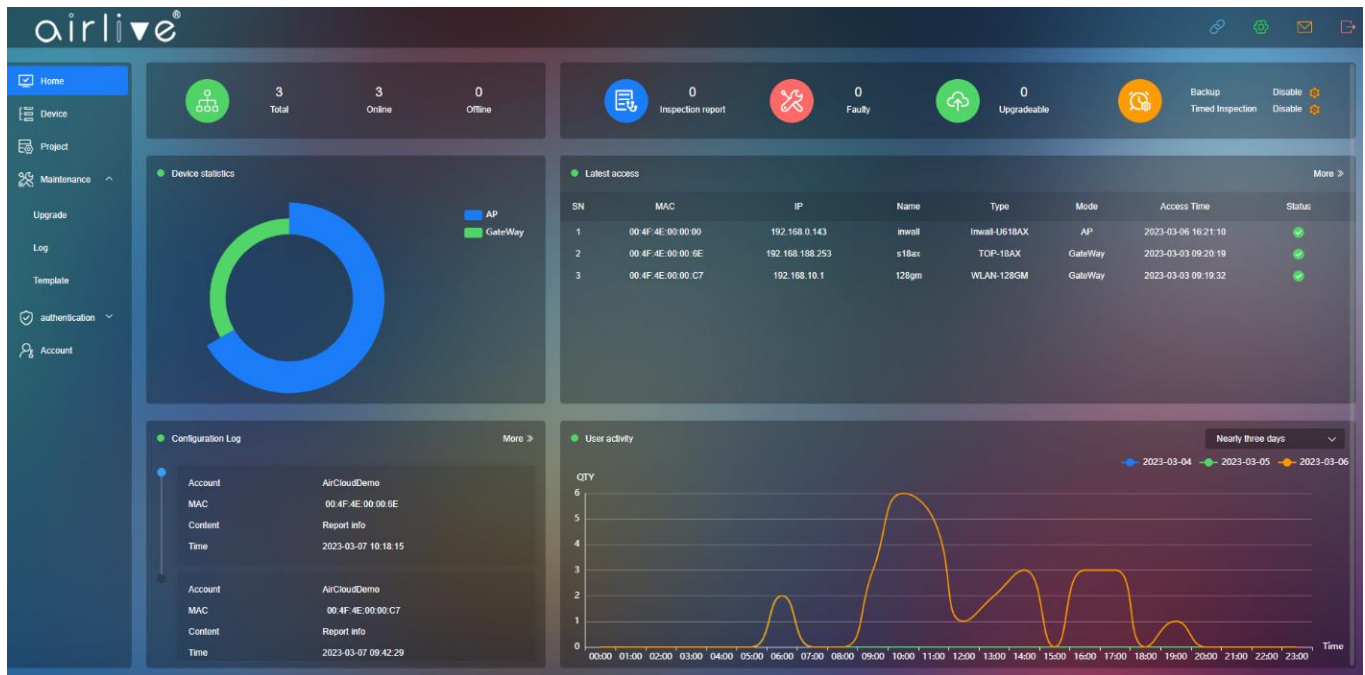 airlive®
Home
Device
Project
Maintenance
Upgrade
Log
Template
authentication
Account
3 3 0
Total Online Offline
0 0 0
Inspection report Faulty Upgradeable
Backup Disable
Timed Inspection Disable
Device statistics
AP
GateWay
Latest access More »
SN MAC IP Name Type Mode Access Time Status
1 00:4F:4E:00:00:00 192.168.0.143 inwall Inwall-U618AX AP 2023-03-06 16:21:10
2 00:4F:4E:00:00:6E 192.168.188.253 s18ax TOP-18AX GateWay 2023-03-03 09:20:19
3 00:4F:4E:00:00:C7 192.168.10.1 128gm WLAN-128GM GateWay 2023-03-03 09:19:32
Configuration Log More »
Account AirCloudDemo
MAC 00:4F:4E:00:00:6E
Content Report info
Time 2023-03-07 10:18:15
Account AirCloudDemo
MAC 00:4F:4E:00:00:C7
Content Report info
Time 2023-03-07 09:42:29
User activity Nearly three days
2023-03-04 2023-03-05 2023-03-06
QTY
6
5
4
3
2
1
0
Time
00:00 01:00 02:00 03:00 04:00 05:00 06:00 07:00 08:00 09:00 10:00 11:00 12:00 13:00 14:00 15:00 16:00 17:00 18:00 19:00 20:00 21:00 22:00 23:00